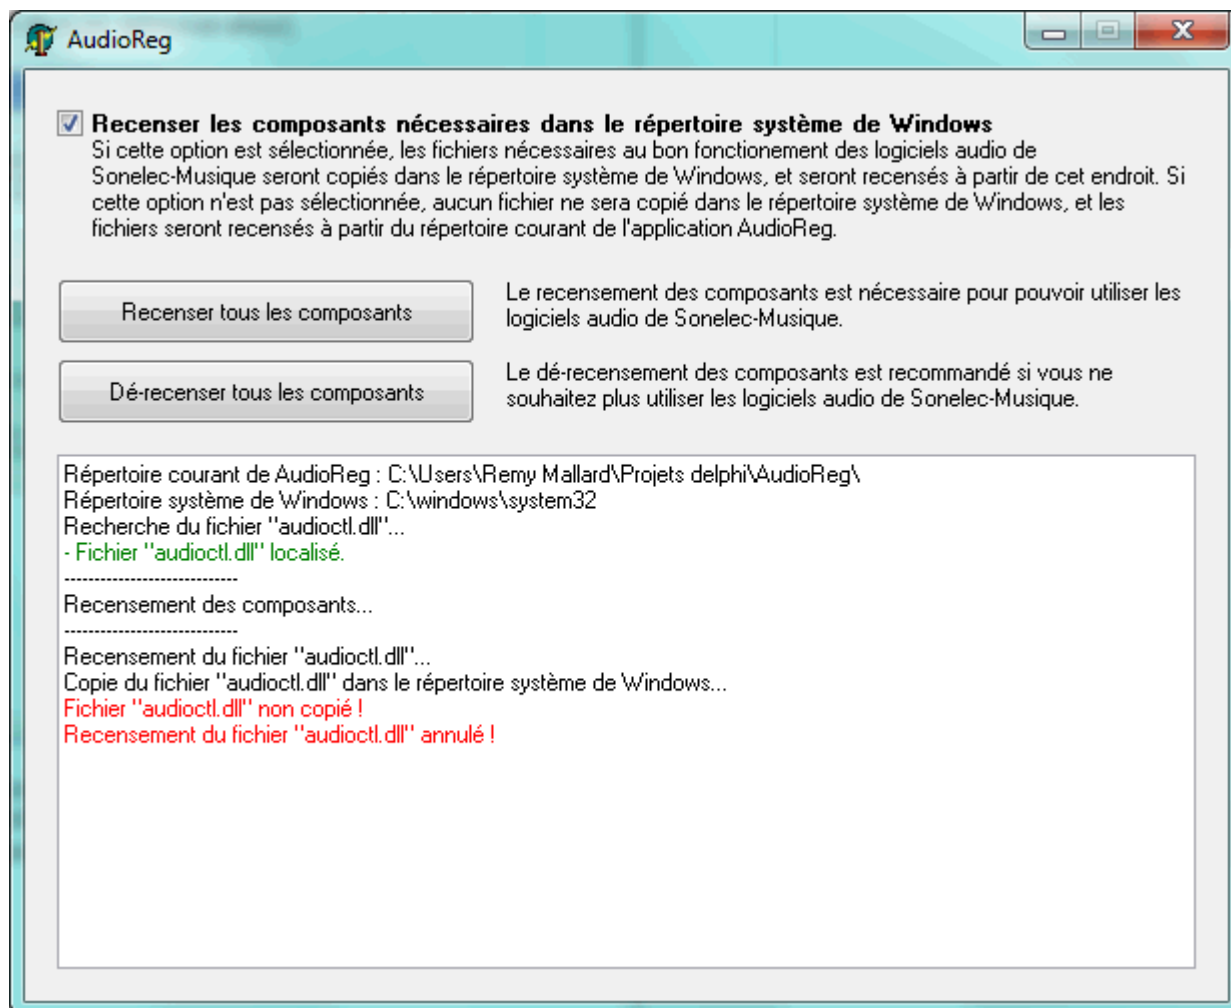 AudioReg
Recenser les composants nécessaires dans le répertoire système de Windows
Si cette option est sélectionnée, les fichiers nécessaires au bon fonctionement des logiciels audio de
Sonelec-Musique seront copiés dans le répertoire système de Windows, et seront recensés à partir de cet endroit. Si
cette option n'est pas sélectionnée, aucun fichier ne sera copié dans le répertoire système de Windows, et les
fichiers seront recensés à partir du répertoire courant de l'application AudioReg.
Recenser tous les composants
Le recensement des composants est nécessaire pour pouvoir utiliser les
logiciels audio de Sonelec-Musique.
Dé-recenser tous les composants
Le dé-recensement des composants est recommandé si vous ne
souhaitez plus utiliser les logiciels audio de Sonelec-Musique.
Répertoire courant de AudioReg : C:\Users\Remy Mallard\Projets delphi\AudioReg\
Répertoire système de Windows : C:\windows\system32
Recherche du fichier "audioctl.dll"...
- Fichier "audioctl.dll" localisé.
-----------------------------
Recensement des composants...
-----------------------------
Recensement du fichier "audioctl.dll"...
Copie du fichier "audioctl.dll" dans le répertoire système de Windows...
Fichier "audioctl.dll" non copié !
Recensement du fichier "audioctl.dll" annulé !